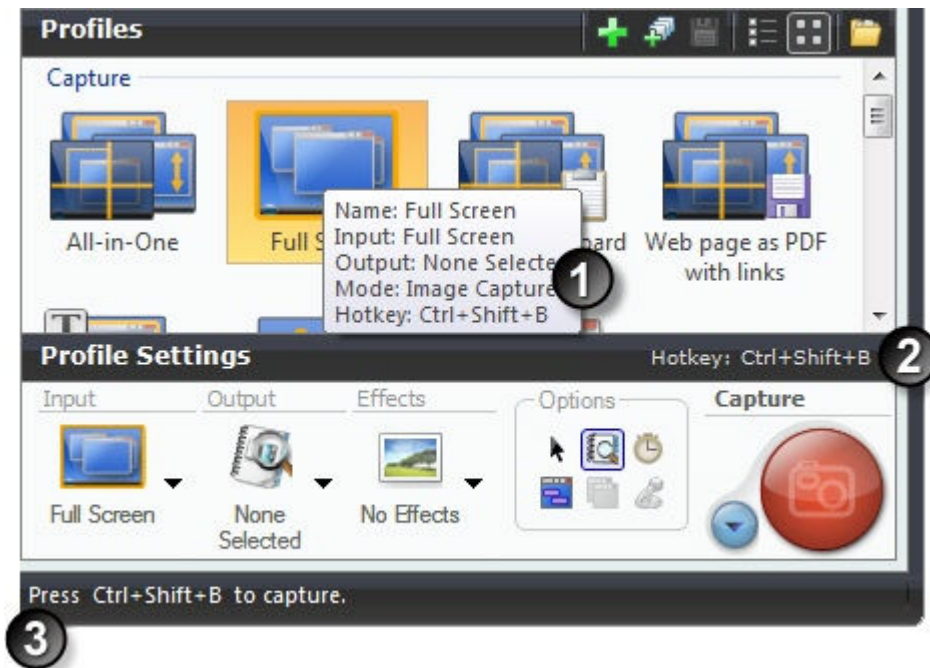 Profiles
Capture
All-in-One
Full S
board
Web page as PDF
with links
Name: Full Screen
Input: Full Screen
Output: None Selecte
Mode: Image Capture
Hotkey: Ctrl+Shift+B
1
T
Profile Settings
Hotkey: Ctrl+Shift+B
2
Input
Output
Effects
Options
Capture
Full Screen
None
Selected
No Effects
Press Ctrl+Shift+B to capture.
3